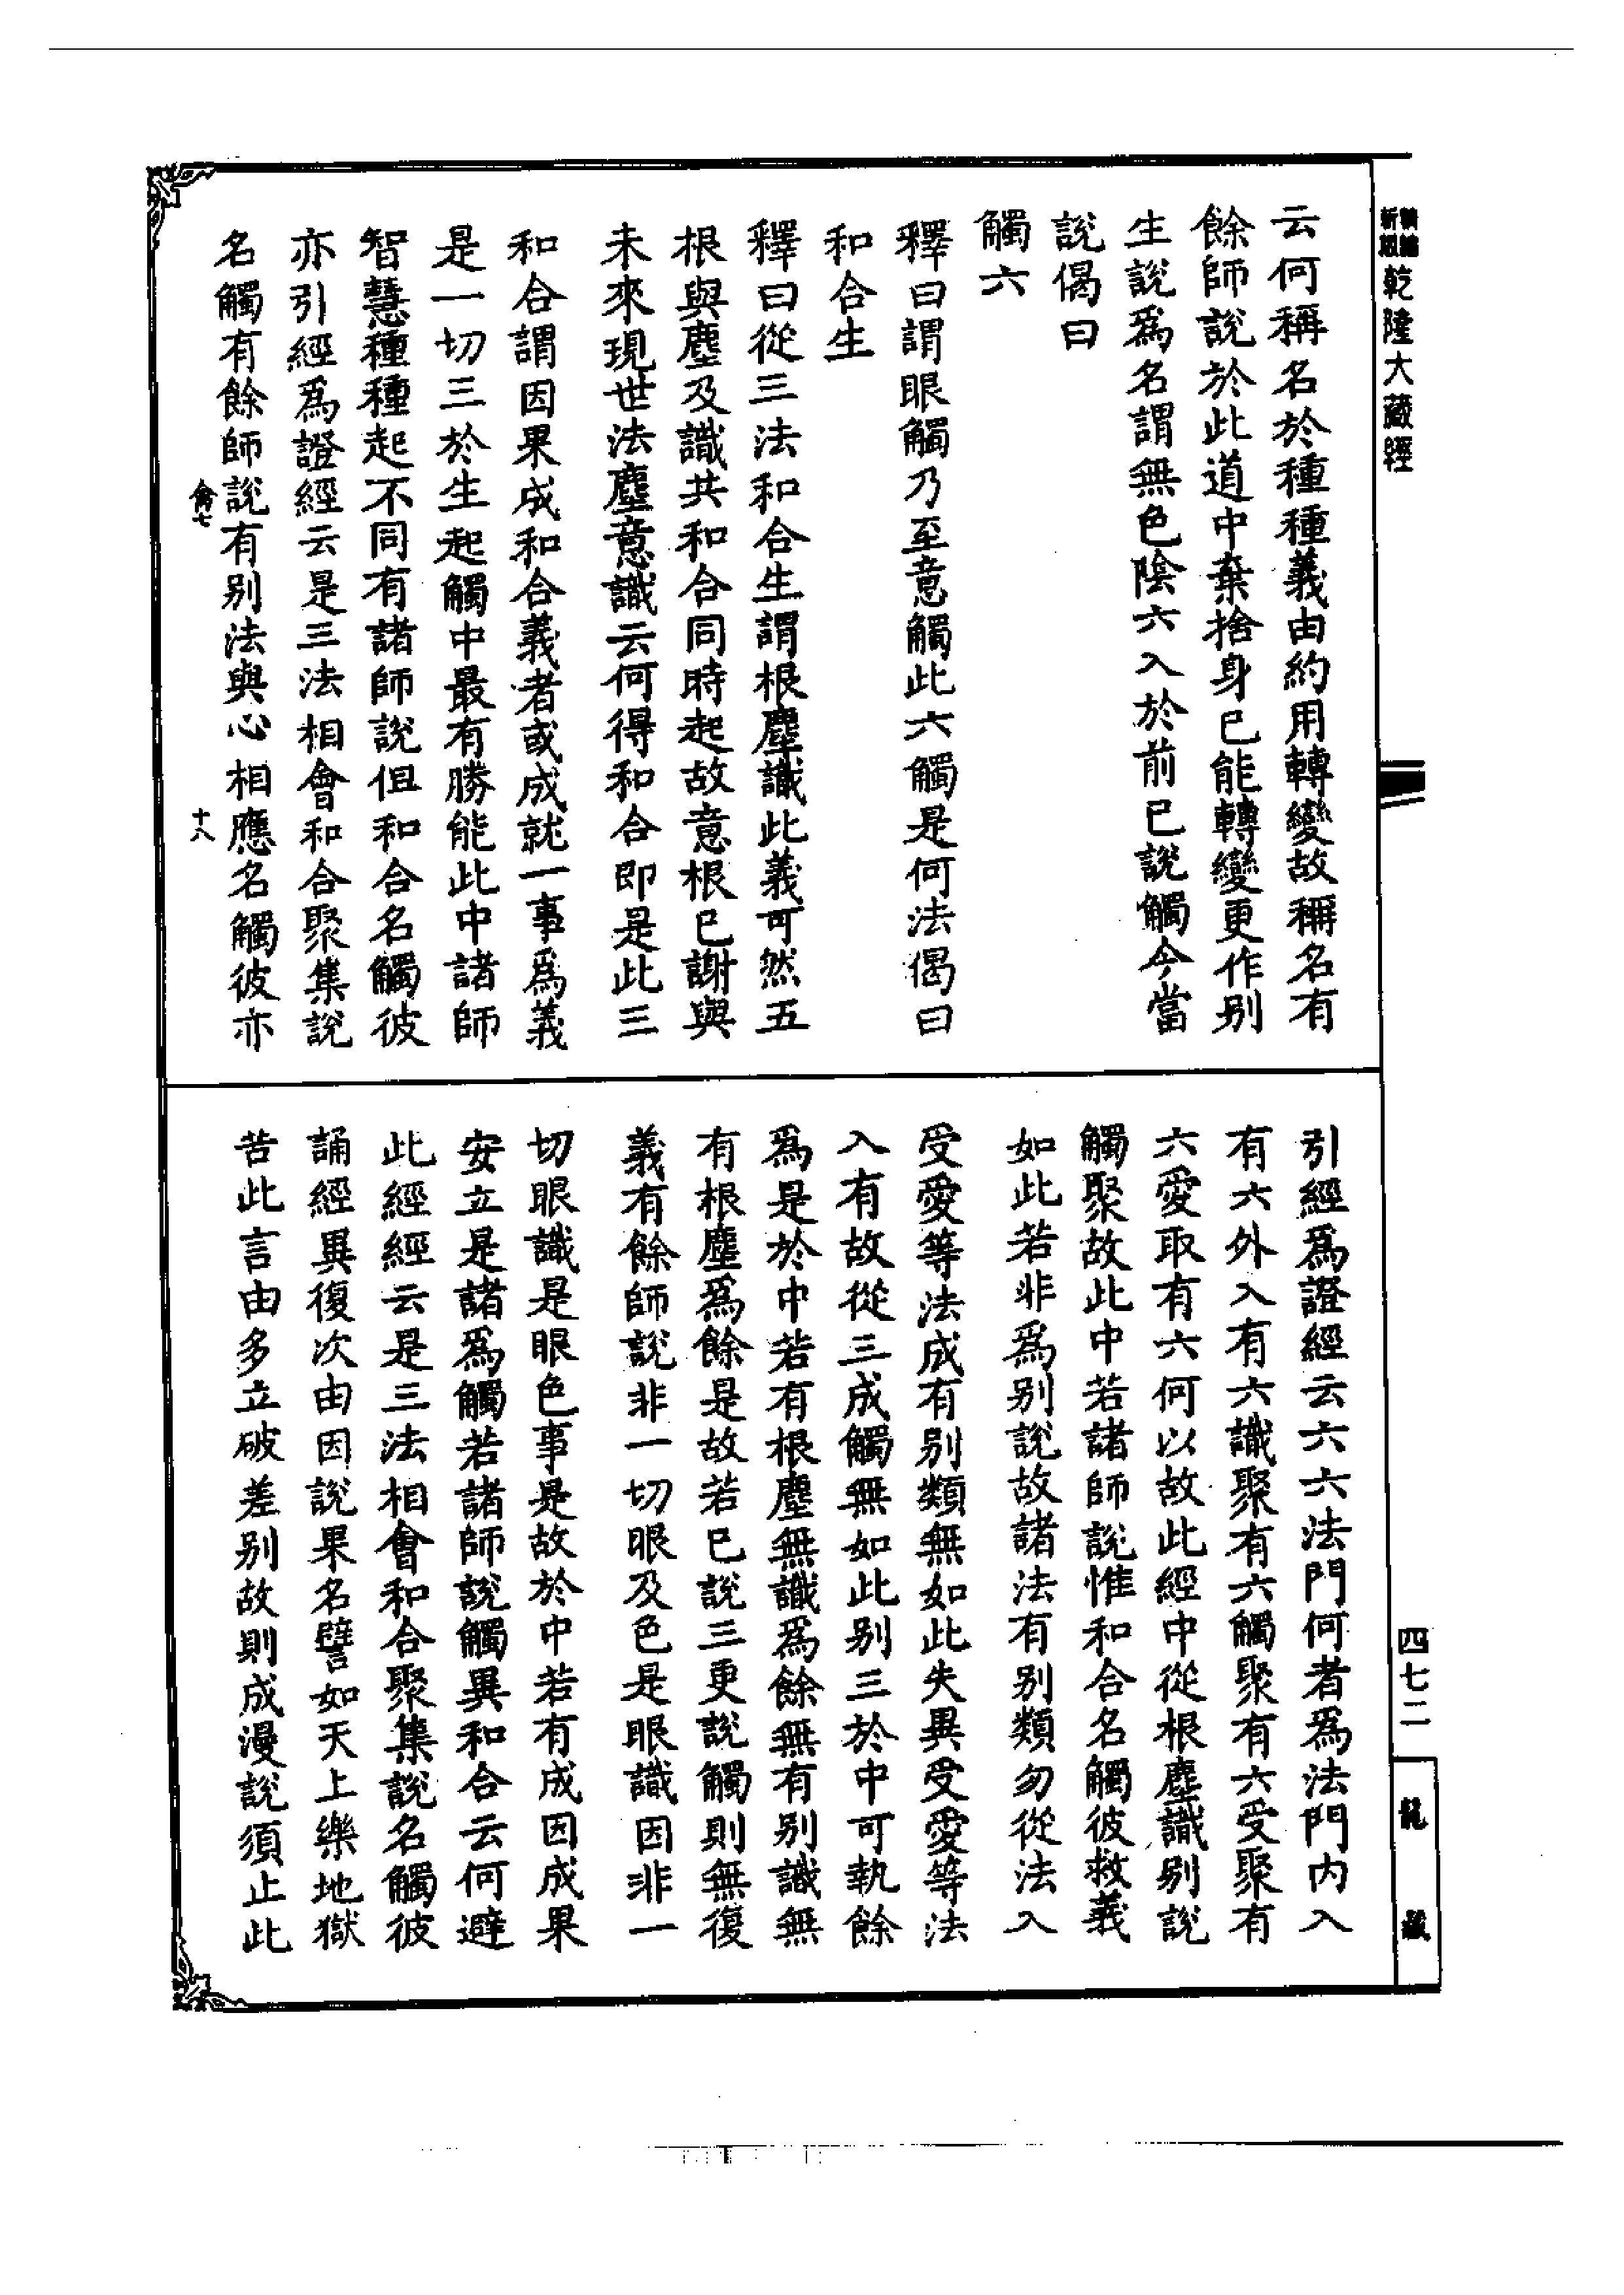 新編
縮版
乾隆大藏經
云何稱名於種種義由約用轉變故稱名有
餘師說於此道中棄捨身已能轉變更作別
生說爲名謂無色陰六入於前已說觸今當
說偈曰
觸六
釋曰謂眼觸乃至意觸此六觸是何法偈曰
和合生
釋曰從三法和合生謂根塵識此義可然五
根與塵及識共和合同時起故意根已謝與
未來現世法塵意識云何得和合即是此三
和合謂因果成和合義者或成就一事爲義
是一切三於生起觸中最有勝能此中諸師
智慧種種起不同有諸師說但和合名觸彼
亦引經爲證經云是三法相會和合聚集說
名觸有餘師說有別法與心相應名觸彼亦
禽七
十八
引經爲證經云六六法門何者爲法門內入
有六外入有六識聚有六觸聚有六受聚有
六愛取有六何以故此經中從根塵識別說
觸聚故此中若諸師說惟和合名觸彼救義
如此若非爲別說故諸法有別類勿從法入
受愛等法成有別類無如此失異受愛等法
入有故從三成觸無如此別三於中可執餘
爲是於中若有根塵無識爲餘無有別識無
有根塵爲餘是故若已說三更說觸則無復
義有餘師說非一切眼及色是眼識因非一
切眼識是眼色事是故於中若有成因成果
安立是諸爲觸若諸師說觸異和合云何避
此經經云是三法相會和合聚集說名觸彼
誦經異復次由因說果名譬如天上樂地獄
苦此言由多立破差別故則成漫說須止此
四七二
龍藏